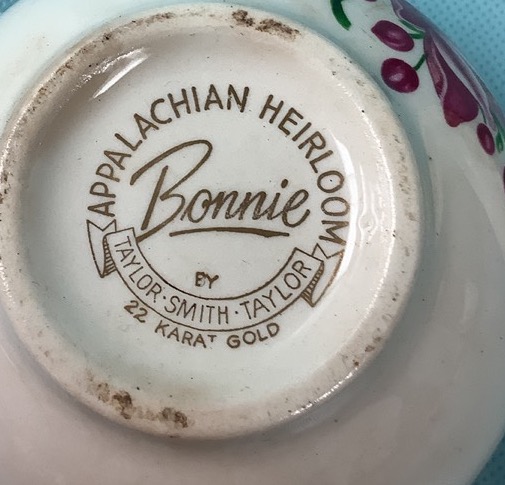 APPALACHIAN HEIRLOOM
Bonnie
BY
TAYLOR·SMITH·TAYLOR
22 KARAT GOLD